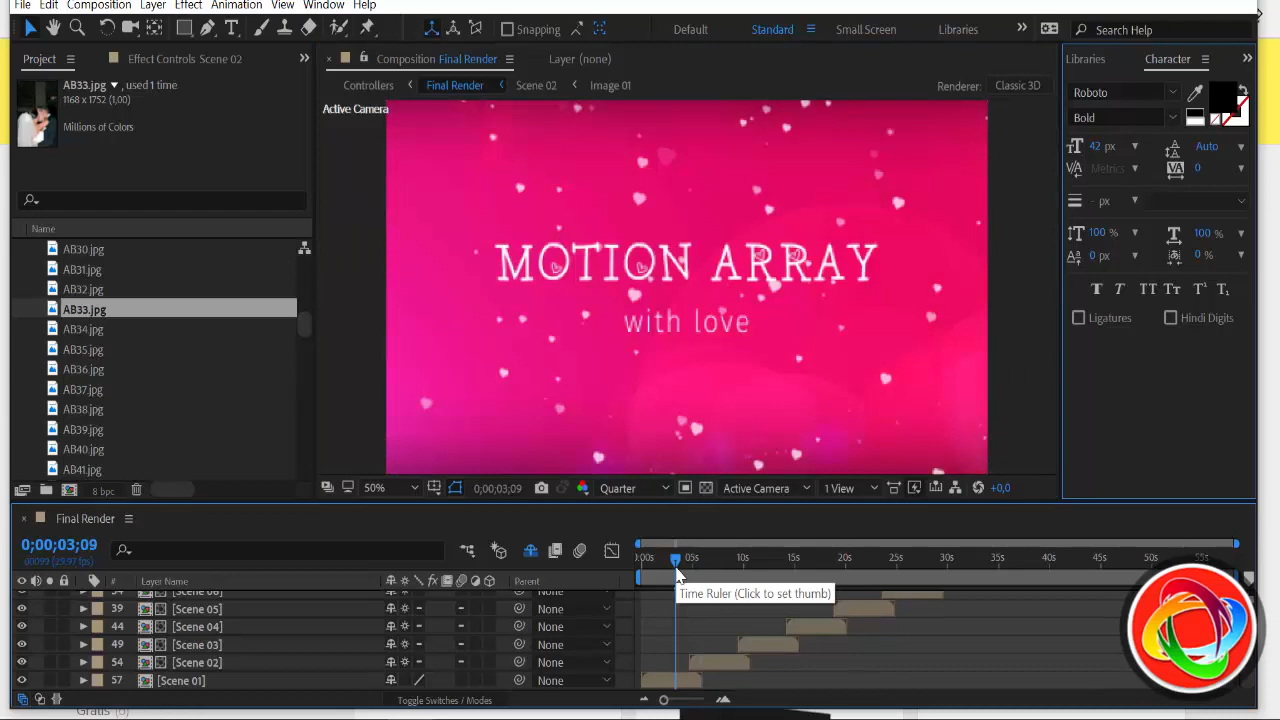 File Edit Composition Layer Effect Animation View Window Help
Snapping Default Standard Small Screen Libraries Search Help
Project Effect Controls Scene 02 Composition Final Render Layer (none) Libraries Character
AB33.jpg , used 1 time
1168 x 1752 (1,00)
Millions of Colors
Controllers Final Render Scene 02 Image 01 Renderer: Classic 3D
Active Camera
Roboto
Bold
42 px Auto
Metrics 0
- px
100 % 100 %
0 px 0 %
Ligatures Hindi Digits
Name
AB30.jpg
AB31.jpg
AB32.jpg
AB33.jpg
AB34.jpg
AB35.jpg
AB36.jpg
AB37.jpg
AB38.jpg
AB39.jpg
AB40.jpg
AB41.jpg
MOTION ARRAY
with love
8 bpc 50% 0;00;03;09 Quarter Active Camera 1 View +0,0
Final Render
0;00;03;09
00099 (29.97 fps)
:00s 05s 10s 15s 20s 25s 30s 35s 40s 45s 50s 55s
Time Ruler (Click to set thumb)
# Layer Name Parent
39 [Scene 05] None
44 [Scene 04] None
49 [Scene 03] None
54 [Scene 02] None
57 [Scene 01] None
Toggle Switches / Modes